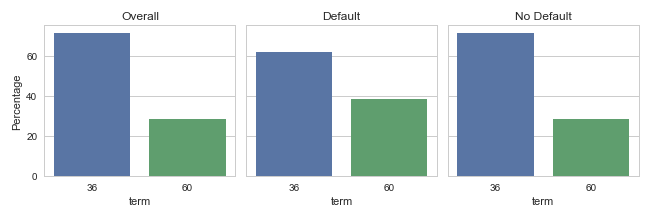 Overall
Default
No Default
Percentage
60
40
20
0
36
60
36
60
36
60
term
term
term